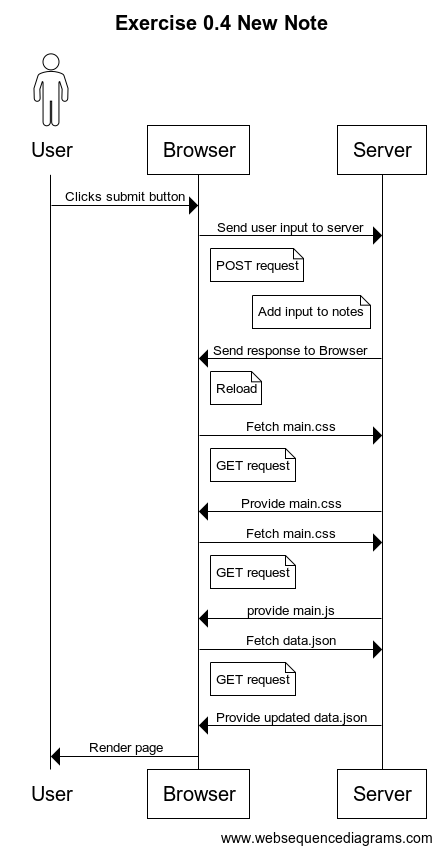 Exercise 0.4 New Note
User
Browser
Server
Clicks submit button
Send user input to server
POST request
Add input to notes
Send response to Browser
Reload
Fetch main.css
GET request
Provide main.css
Fetch main.css
GET request
provide main.js
Fetch data.json
GET request
Provide updated data.json
Render page
User
Browser
Server
www.websequencediagrams.com